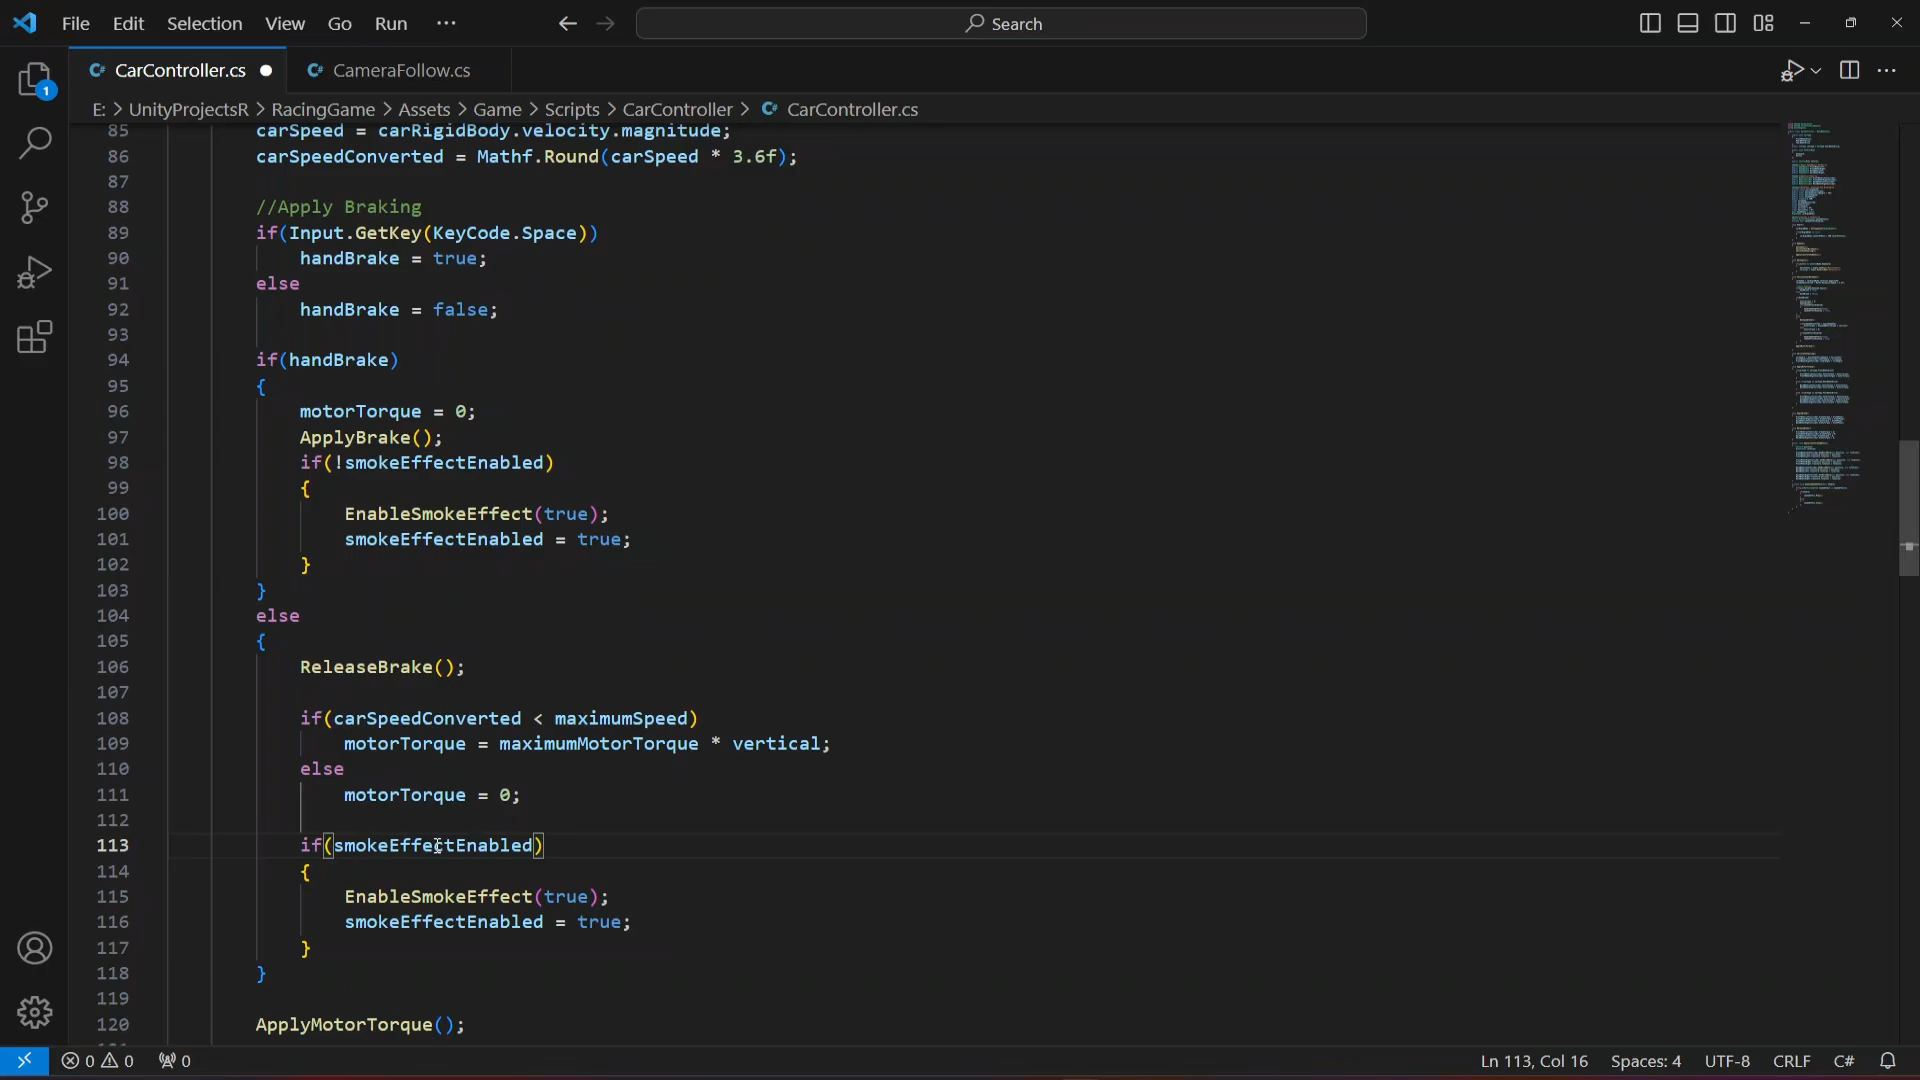 File Edit Selection View Go Run ··· Search
CarController.cs CameraFollow.cs
1
E: > UnityProjectsR > RacingGame > Assets > Game > Scripts > CarController > CarController.cs
85 carSpeed = carRigidBody.velocity.magnitude;
86 carSpeedConverted = Mathf.Round(carSpeed * 3.6f);
87
88 //Apply Braking
89 if(Input.GetKey(KeyCode.Space))
90 handBrake = true;
91 else
92 handBrake = false;
93
94 if(handBrake)
95 {
96 motorTorque = 0;
97 ApplyBrake();
98 if(!smokeEffectEnabled)
99 {
100 EnableSmokeEffect(true);
101 smokeEffectEnabled = true;
102 }
103 }
104 else
105 {
106 ReleaseBrake();
107
108 if(carSpeedConverted < maximumSpeed)
109 motorTorque = maximumMotorTorque * vertical;
110 else
111 motorTorque = 0;
112
113 if(smokeEffectEnabled)
114 {
115 EnableSmokeEffect(true);
116 smokeEffectEnabled = true;
117 }
118 }
119
120 ApplyMotorTorque();
0 0 0 Ln 113, Col 16 Spaces: 4 UTF-8 CRLF C#